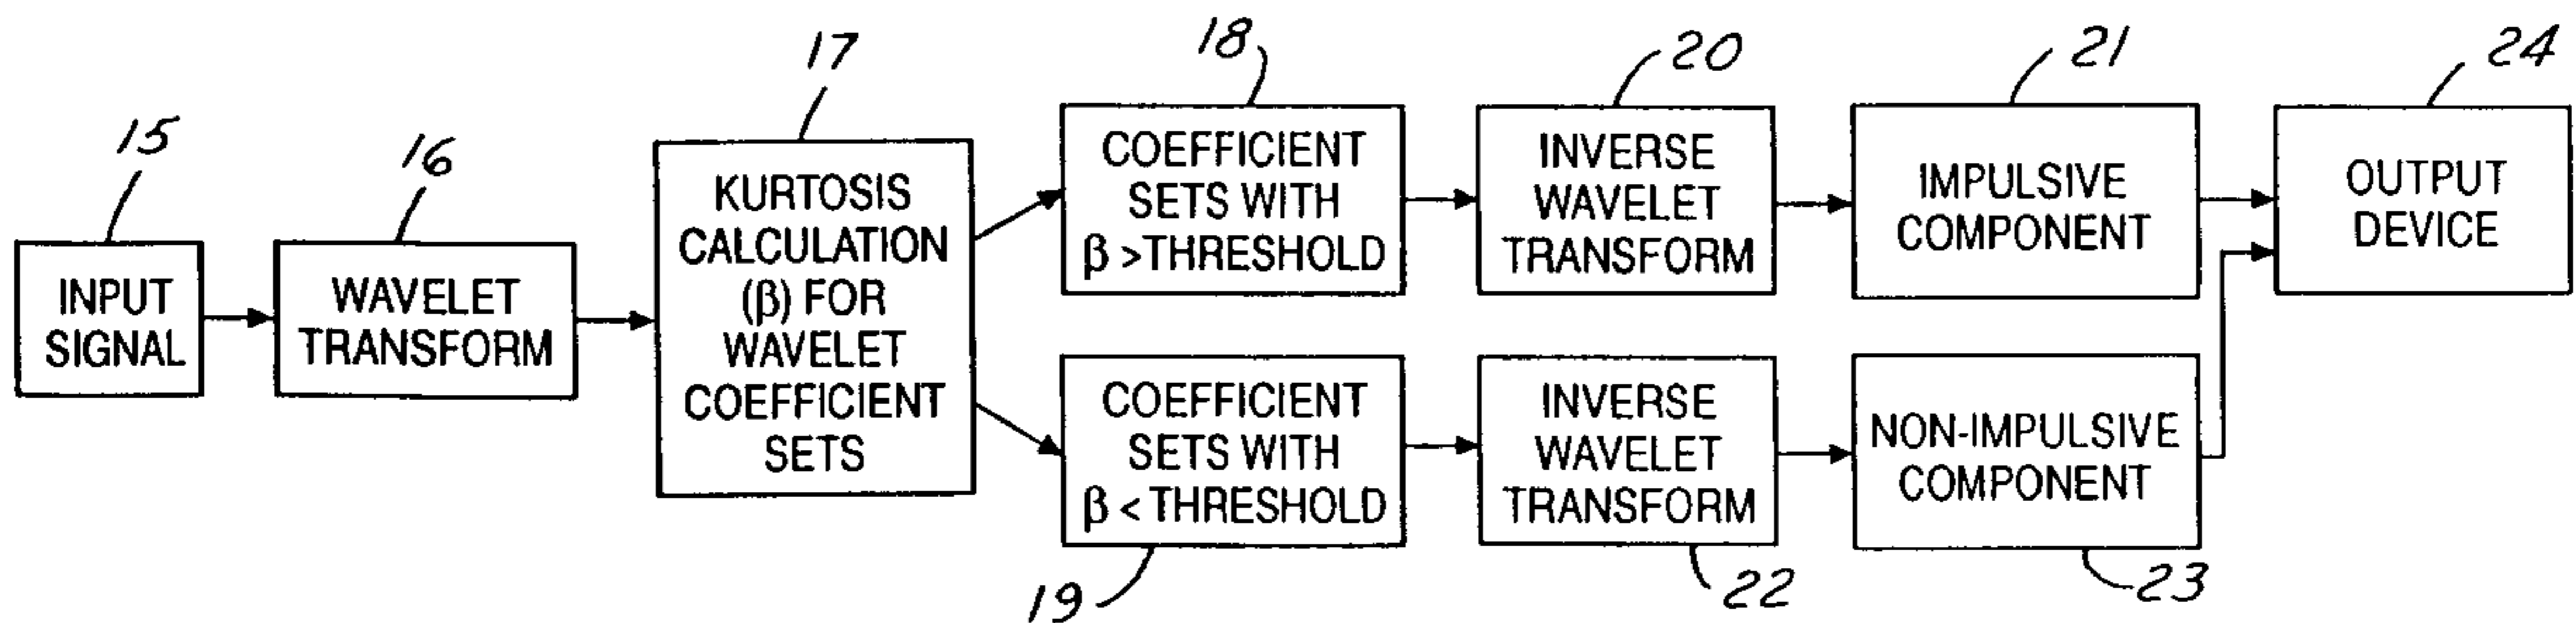 15
INPUT
SIGNAL
16
WAVELET
TRANSFORM
17
KURTOSIS
CALCULATION
(β) FOR
WAVELET
COEFFICIENT
SETS
18
COEFFICIENT
SETS WITH
β >THRESHOLD
20
INVERSE
WAVELET
TRANSFORM
21
IMPULSIVE
COMPONENT
24
OUTPUT
DEVICE
COEFFICIENT
SETS WITH
β < THRESHOLD
19
INVERSE
WAVELET
TRANSFORM
22
NON-IMPULSIVE
COMPONENT
23